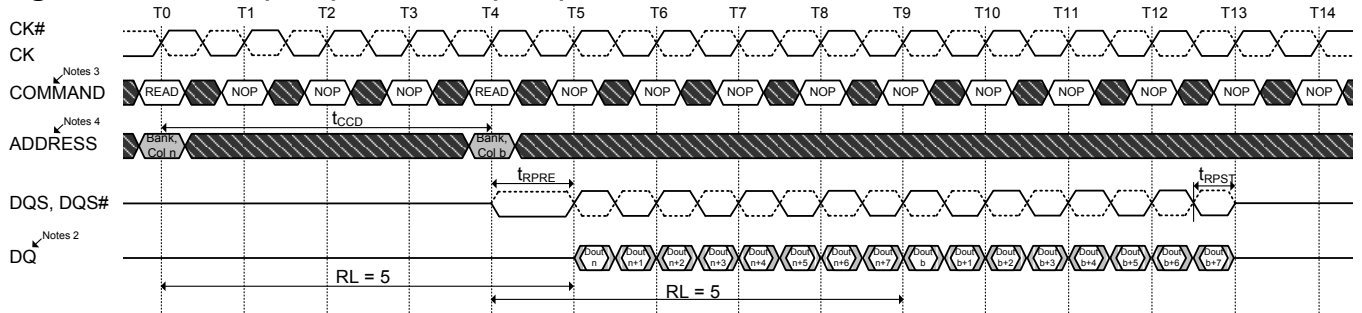 T0 T1 T2 T3 T4 T5 T6 T7 T8 T9 T10 T11 T12 T13 T14
CK#
CK
Notes 3
COMMAND READ NOP NOP NOP READ NOP NOP NOP NOP NOP NOP NOP NOP NOP NOP
tCCD
Notes 4
ADDRESS
Bank, Col n
Bank, Col b
tRPRE
tRPST
DQS, DQS#
Notes 2
DQ
Dout n
Dout n+1
Dout n+2
Dout n+3
Dout n+4
Dout n+5
Dout n+6
Dout n+7
Dout b
Dout b+1
Dout b+2
Dout b+3
Dout b+4
Dout b+5
Dout b+6
Dout b+7
RL = 5
RL = 5